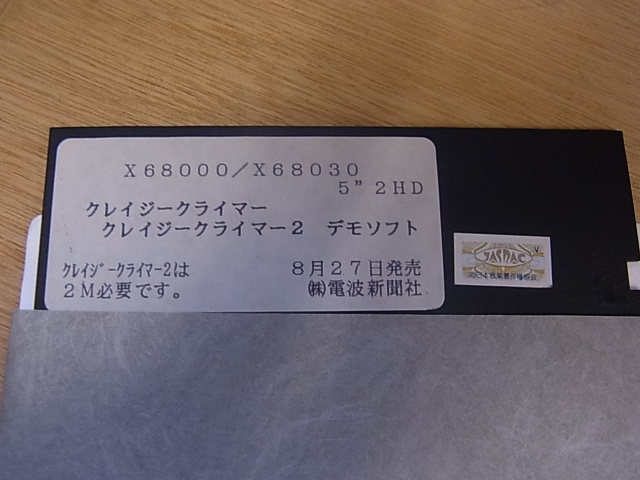 X68000/X68030
5" 2HD
クレイジークライマー
クレイジークライマー2 デモソフト
ｸﾚｲｼﾞｰｸﾗｲﾏｰ2は 8月27日発売
2M必要です。 ㈱電波新聞社
JASRAC